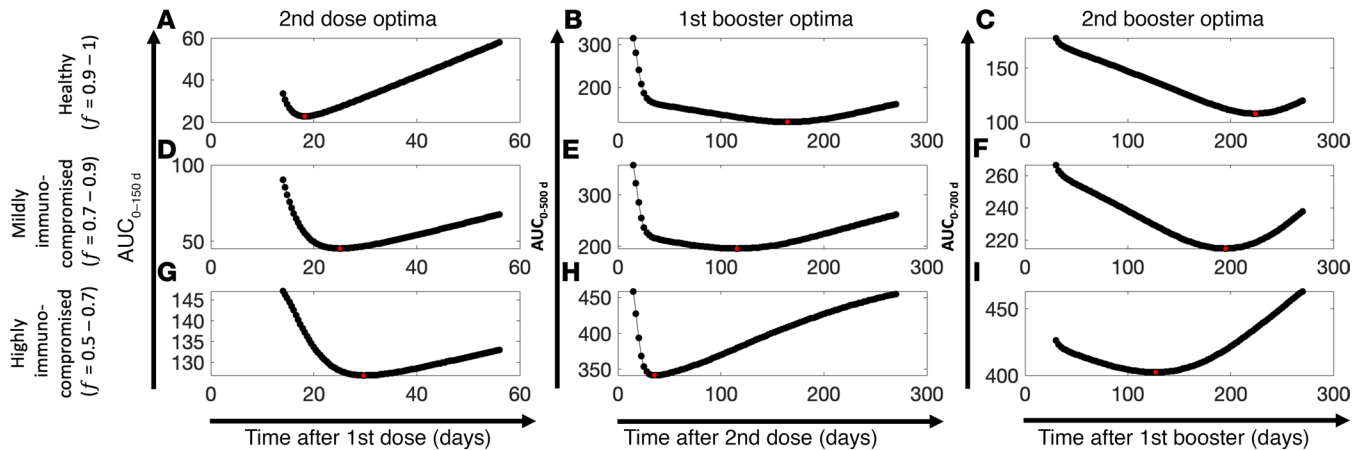 A
2nd dose optima
B
1st booster optima
C
2nd booster optima
Healthy
(f = 0.9 – 1)
60
40
20
0
20
40
60
300
200
0
100
200
300
150
100
0
100
200
300
D
E
F
Mildly
immuno-
compromised
(f = 0.7 – 0.9)
AUC0–150 d
100
50
0
20
40
60
AUC0-500 d
300
200
0
100
200
300
AUC0-700 d
260
240
220
0
100
200
300
G
H
I
Highly
immuno-
compromised
(f = 0.5 – 0.7)
145
140
135
130
0
20
40
60
450
400
350
0
100
200
300
450
400
0
100
200
300
Time after 1st dose (days)
Time after 2nd dose (days)
Time after 1st booster (days)